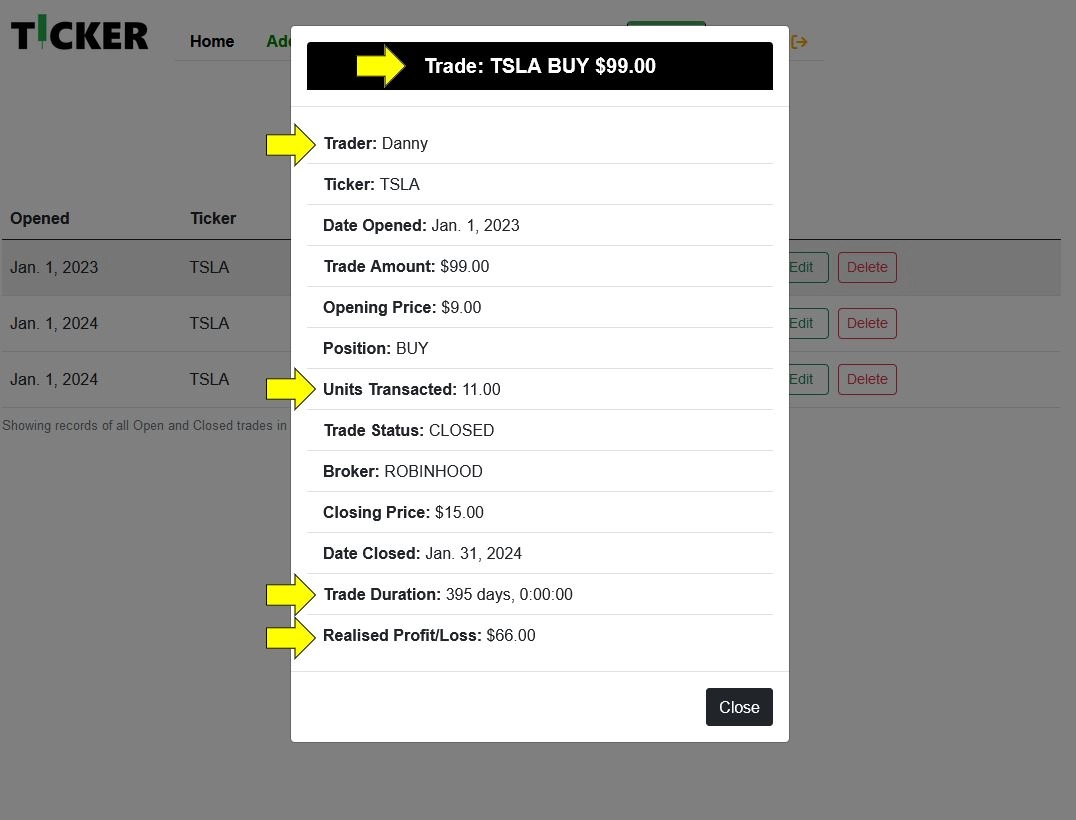 TICKER
Home
Trade: TSLA BUY $99.00
Trader: Danny
Ticker: TSLA
Date Opened: Jan. 1, 2023
Trade Amount: $99.00
Opening Price: $9.00
Position: BUY
Units Transacted: 11.00
Trade Status: CLOSED
Broker: ROBINHOOD
Closing Price: $15.00
Date Closed: Jan. 31, 2024
Trade Duration: 395 days, 0:00:00
Realised Profit/Loss: $66.00
Close
Opened Ticker
Jan. 1, 2023 TSLA Edit Delete
Jan. 1, 2024 TSLA Edit Delete
Jan. 1, 2024 TSLA Edit Delete
Showing records of all Open and Closed trades in